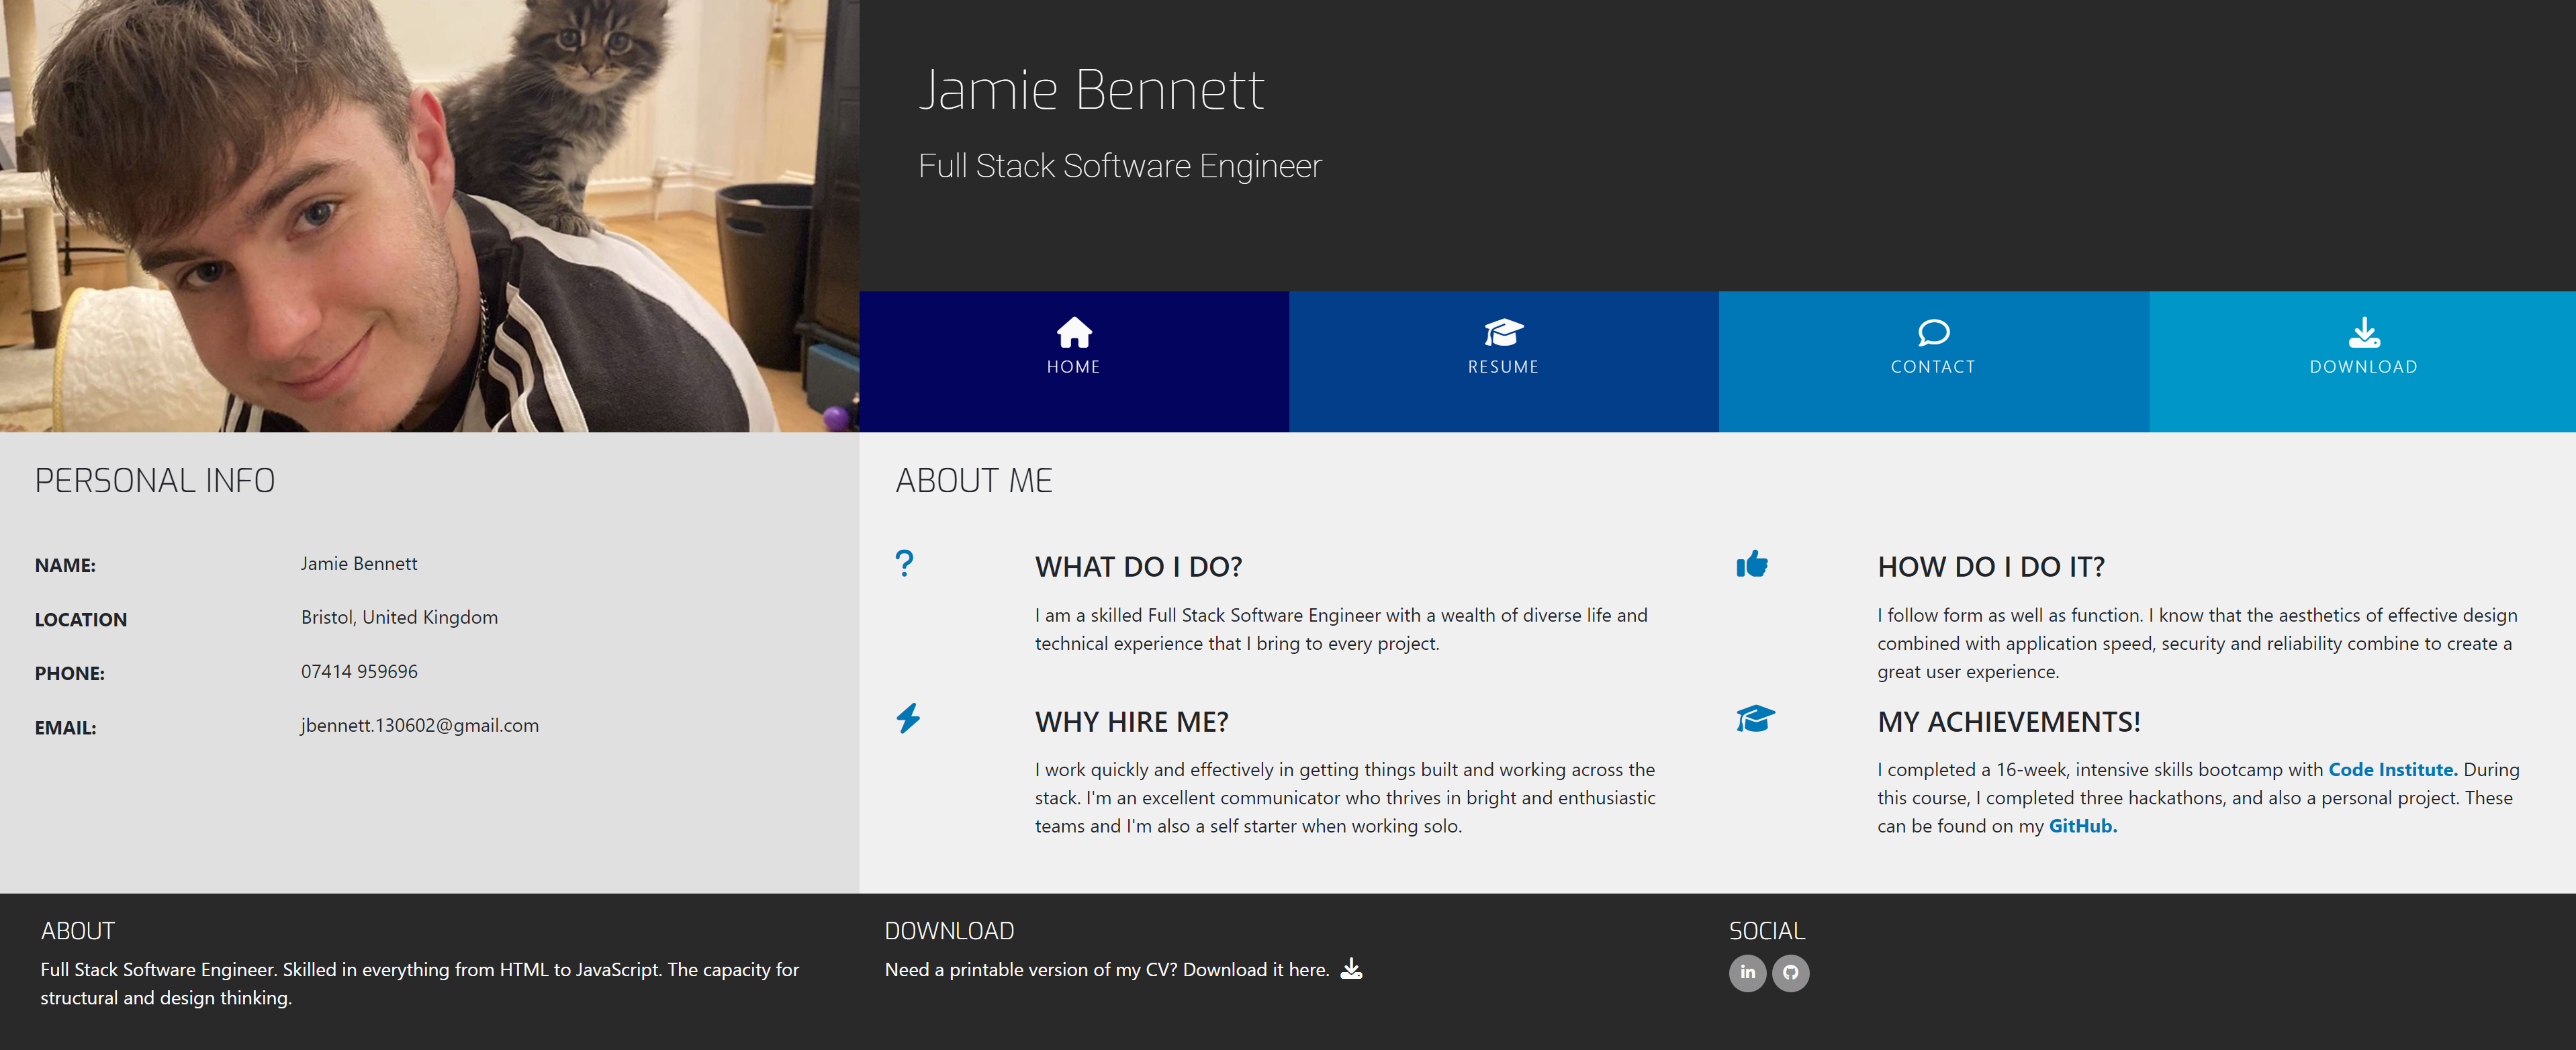 Jamie Bennett
Full Stack Software Engineer
HOME
RESUME
CONTACT
DOWNLOAD
PERSONAL INFO
NAME:
Jamie Bennett
LOCATION
Bristol, United Kingdom
PHONE:
07414 959696
EMAIL:
jbennett.130602@gmail.com
ABOUT ME
?
WHAT DO I DO?
I am a skilled Full Stack Software Engineer with a wealth of diverse life and
technical experience that I bring to every project.
HOW DO I DO IT?
I follow form as well as function. I know that the aesthetics of effective design
combined with application speed, security and reliability combine to create a
great user experience.
WHY HIRE ME?
I work quickly and effectively in getting things built and working across the
stack. I'm an excellent communicator who thrives in bright and enthusiastic
teams and I'm also a self starter when working solo.
MY ACHIEVEMENTS!
I completed a 16-week, intensive skills bootcamp with Code Institute. During
this course, I completed three hackathons, and also a personal project. These
can be found on my GitHub.
ABOUT
Full Stack Software Engineer. Skilled in everything from HTML to JavaScript. The capacity for
structural and design thinking.
DOWNLOAD
Need a printable version of my CV? Download it here.
SOCIAL
in